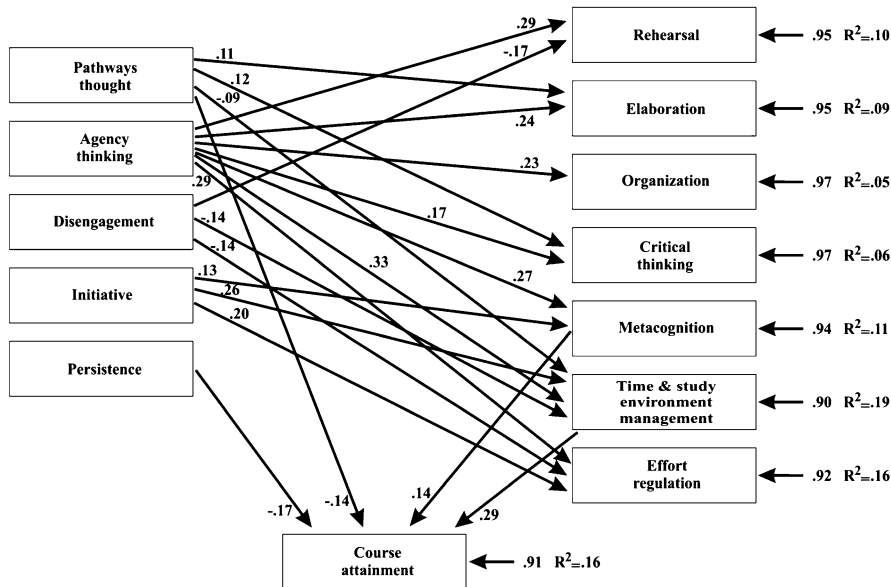 Pathways
thought
Agency
thinking
Disengagement
Initiative
Persistence
.11
.12
-.09
.29
-.14
-.14
.13
.26
.20
-.17
-.14
.14
.29
.29
-.17
.24
.23
.17
.33
.27
Rehearsal
.95 R²=.10
Elaboration
.95 R²=.09
Organization
.97 R²=.05
Critical
thinking
.97 R²=.06
Metacognition
.94 R²=.11
Time & study
environment
management
.90 R²=.19
Effort
regulation
.92 R²=.16
Course
attainment
.91 R²=.16